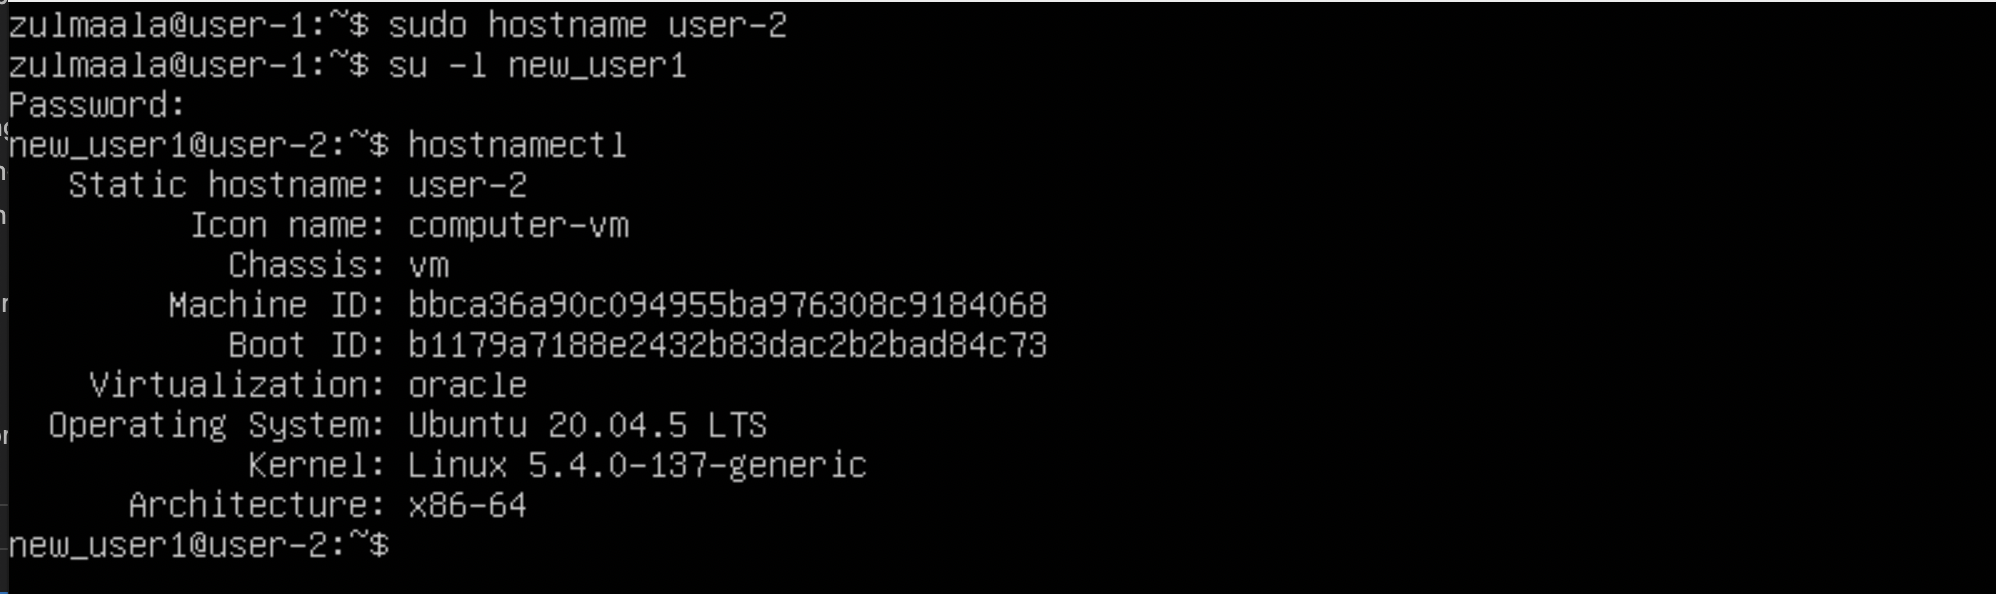 zulmaala@user-1:~$ sudo hostname user-2
zulmaala@user-1:~$ su -l new_user1
Password:
new_user1@user-2:~$ hostnamectl
   Static hostname: user-2
         Icon name: computer-vm
           Chassis: vm
        Machine ID: bbca36a90c094955ba976308c9184068
           Boot ID: b1179a7188e2432b83dac2b2bad84c73
    Virtualization: oracle
  Operating System: Ubuntu 20.04.5 LTS
            Kernel: Linux 5.4.0-137-generic
      Architecture: x86-64
new_user1@user-2:~$